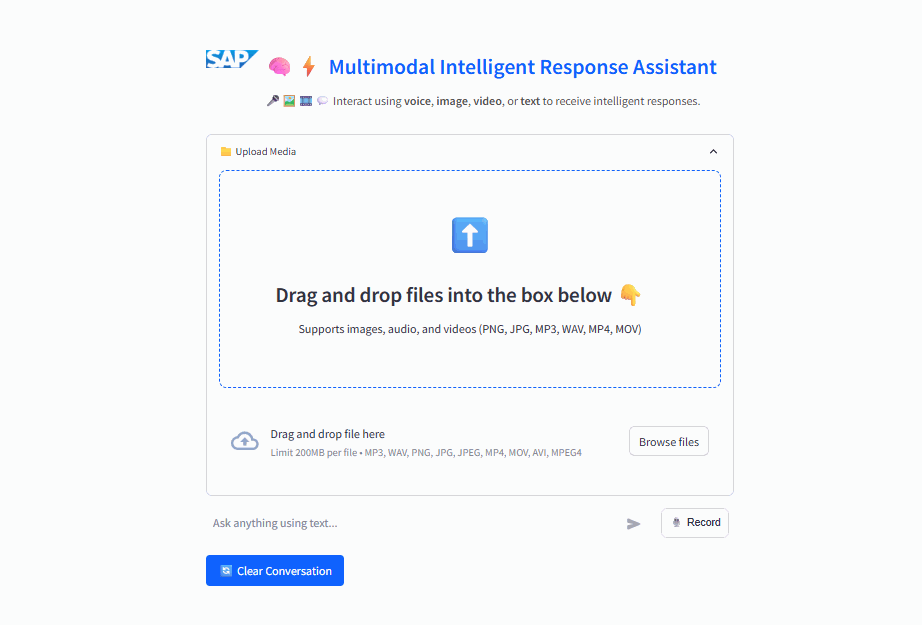 SAP
Multimodal Intelligent Response Assistant
Interact using voice, image, video, or text to receive intelligent responses.
Upload Media
Drag and drop files into the box below
Supports images, audio, and videos (PNG, JPG, MP3, WAV, MP4, MOV)
Drag and drop file here
Limit 200MB per file • MP3, WAV, PNG, JPG, JPEG, MP4, MOV, AVI, MPEG4
Browse files
Ask anything using text...
Record
Clear Conversation